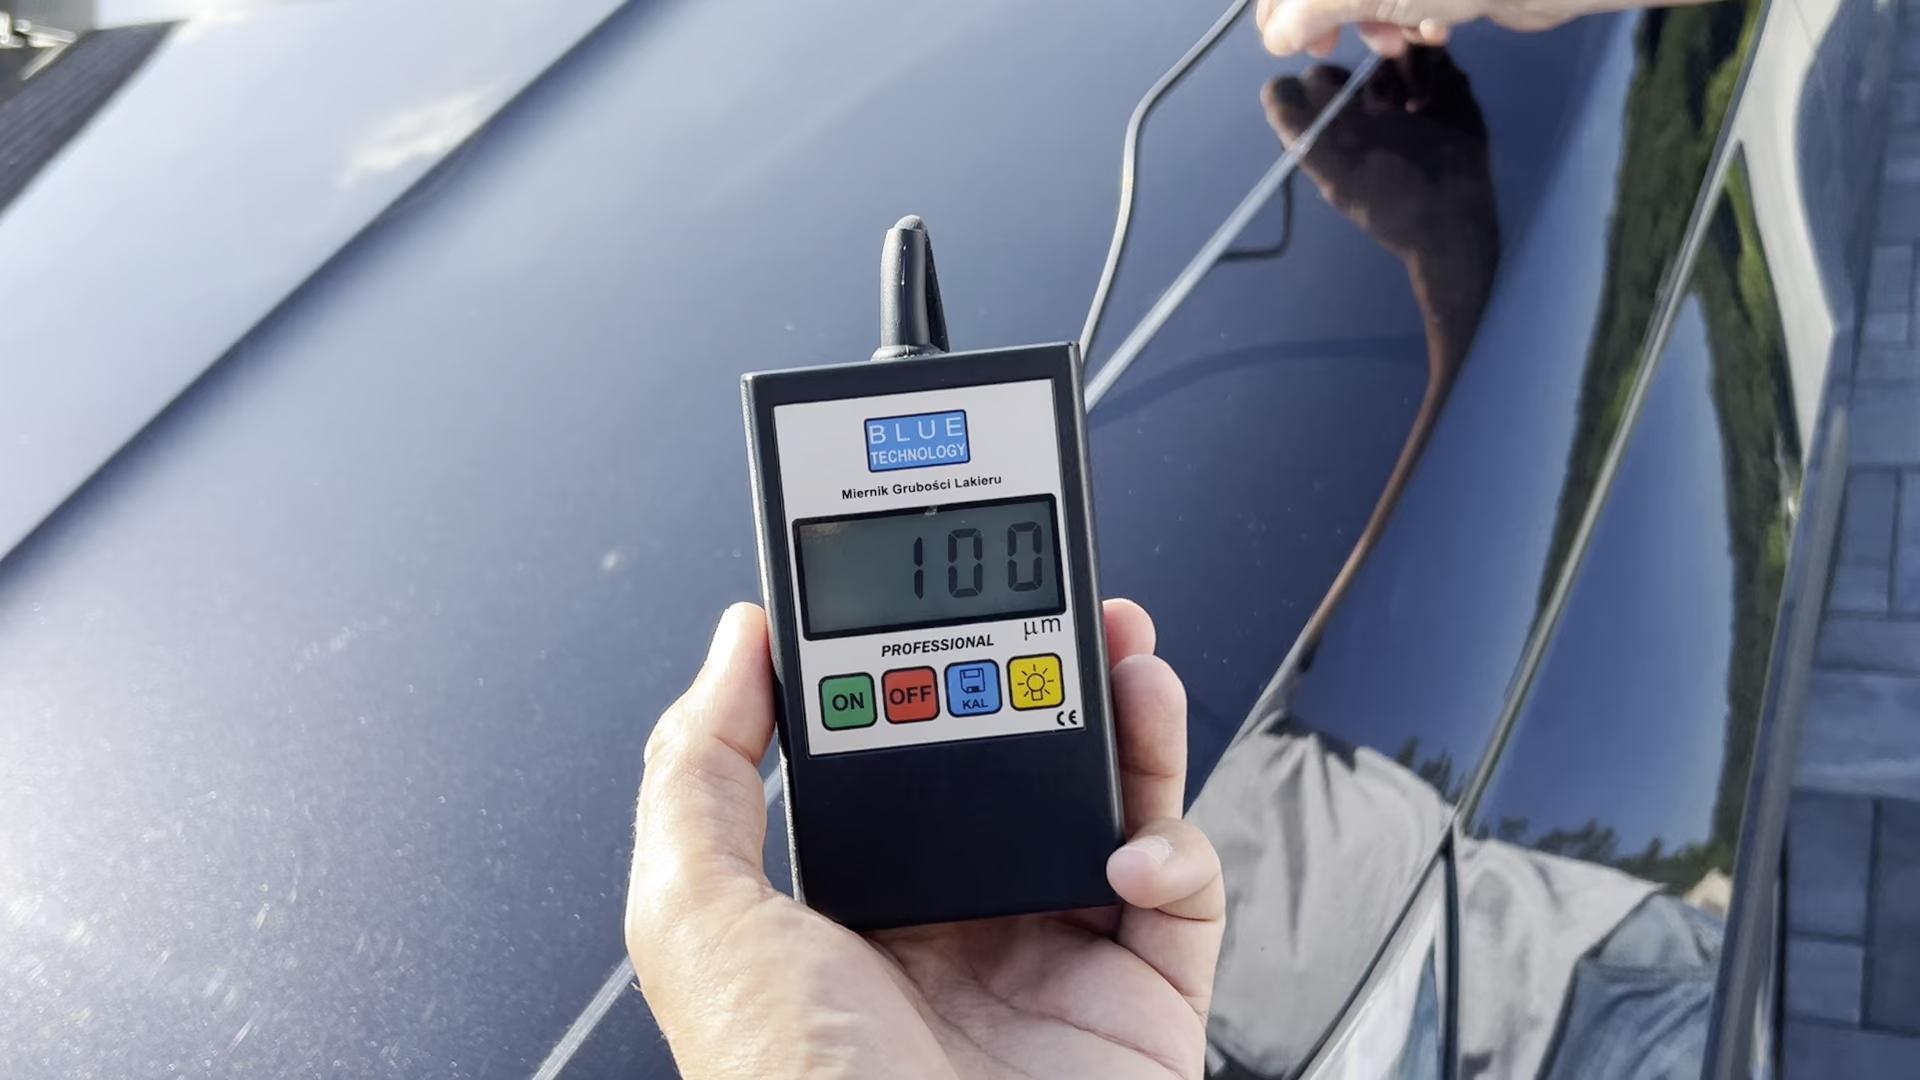 BLUE
TECHNOLOGY
Miernik Grubości Lakieru
100
µm
PROFESSIONAL
ON OFF KAL
CE